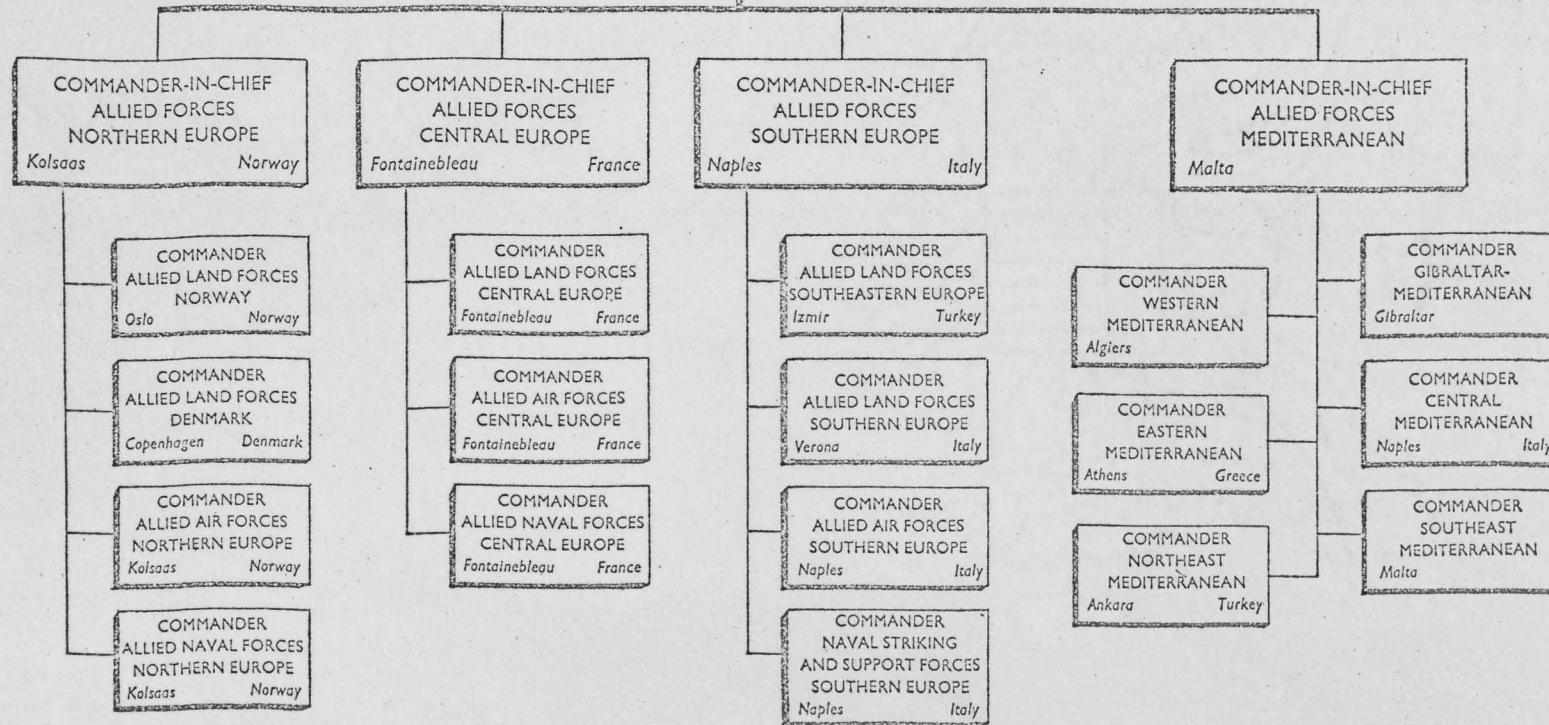 COMMANDER-IN-CHIEF
ALLIED FORCES
NORTHERN EUROPE
Kolsaas Norway
COMMANDER
ALLIED LAND FORCES
NORWAY
Oslo Norway
COMMANDER
ALLIED LAND FORCES
DENMARK
Copenhagen Denmark
COMMANDER
ALLIED AIR FORCES
NORTHERN EUROPE
Kolsaas Norway
COMMANDER
ALLIED NAVAL FORCES
NORTHERN EUROPE
Kolsaas Norway
COMMANDER-IN-CHIEF
ALLIED FORCES
CENTRAL EUROPE
Fontainebleau France
COMMANDER
ALLIED LAND FORCES
CENTRAL EUROPE
Fontainebleau France
COMMANDER
ALLIED AIR FORCES
CENTRAL EUROPE
Fontainebleau France
COMMANDER
ALLIED NAVAL FORCES
CENTRAL EUROPE
Fontainebleau France
COMMANDER-IN-CHIEF
ALLIED FORCES
SOUTHERN EUROPE
Naples Italy
COMMANDER
ALLIED LAND FORCES
SOUTHEASTERN EUROPE
Izmir Turkey
COMMANDER
ALLIED LAND FORCES
SOUTHERN EUROPE
Verona Italy
COMMANDER
ALLIED AIR FORCES
SOUTHERN EUROPE
Naples Italy
COMMANDER
NAVAL STRIKING
AND SUPPORT FORCES
SOUTHERN EUROPE
Naples Italy
COMMANDER-IN-CHIEF
ALLIED FORCES
MEDITERRANEAN
Malta
COMMANDER
WESTERN
MEDITERRANEAN
Algiers
COMMANDER
EASTERN
MEDITERRANEAN
Athens Greece
COMMANDER
NORTHEAST
MEDITERRANEAN
Ankara Turkey
COMMANDER
GIBRALTAR-
MEDITERRANEAN
Gibraltar
COMMANDER
CENTRAL
MEDITERRANEAN
Naples Italy
COMMANDER
SOUTHEAST
MEDITERRANEAN
Malta